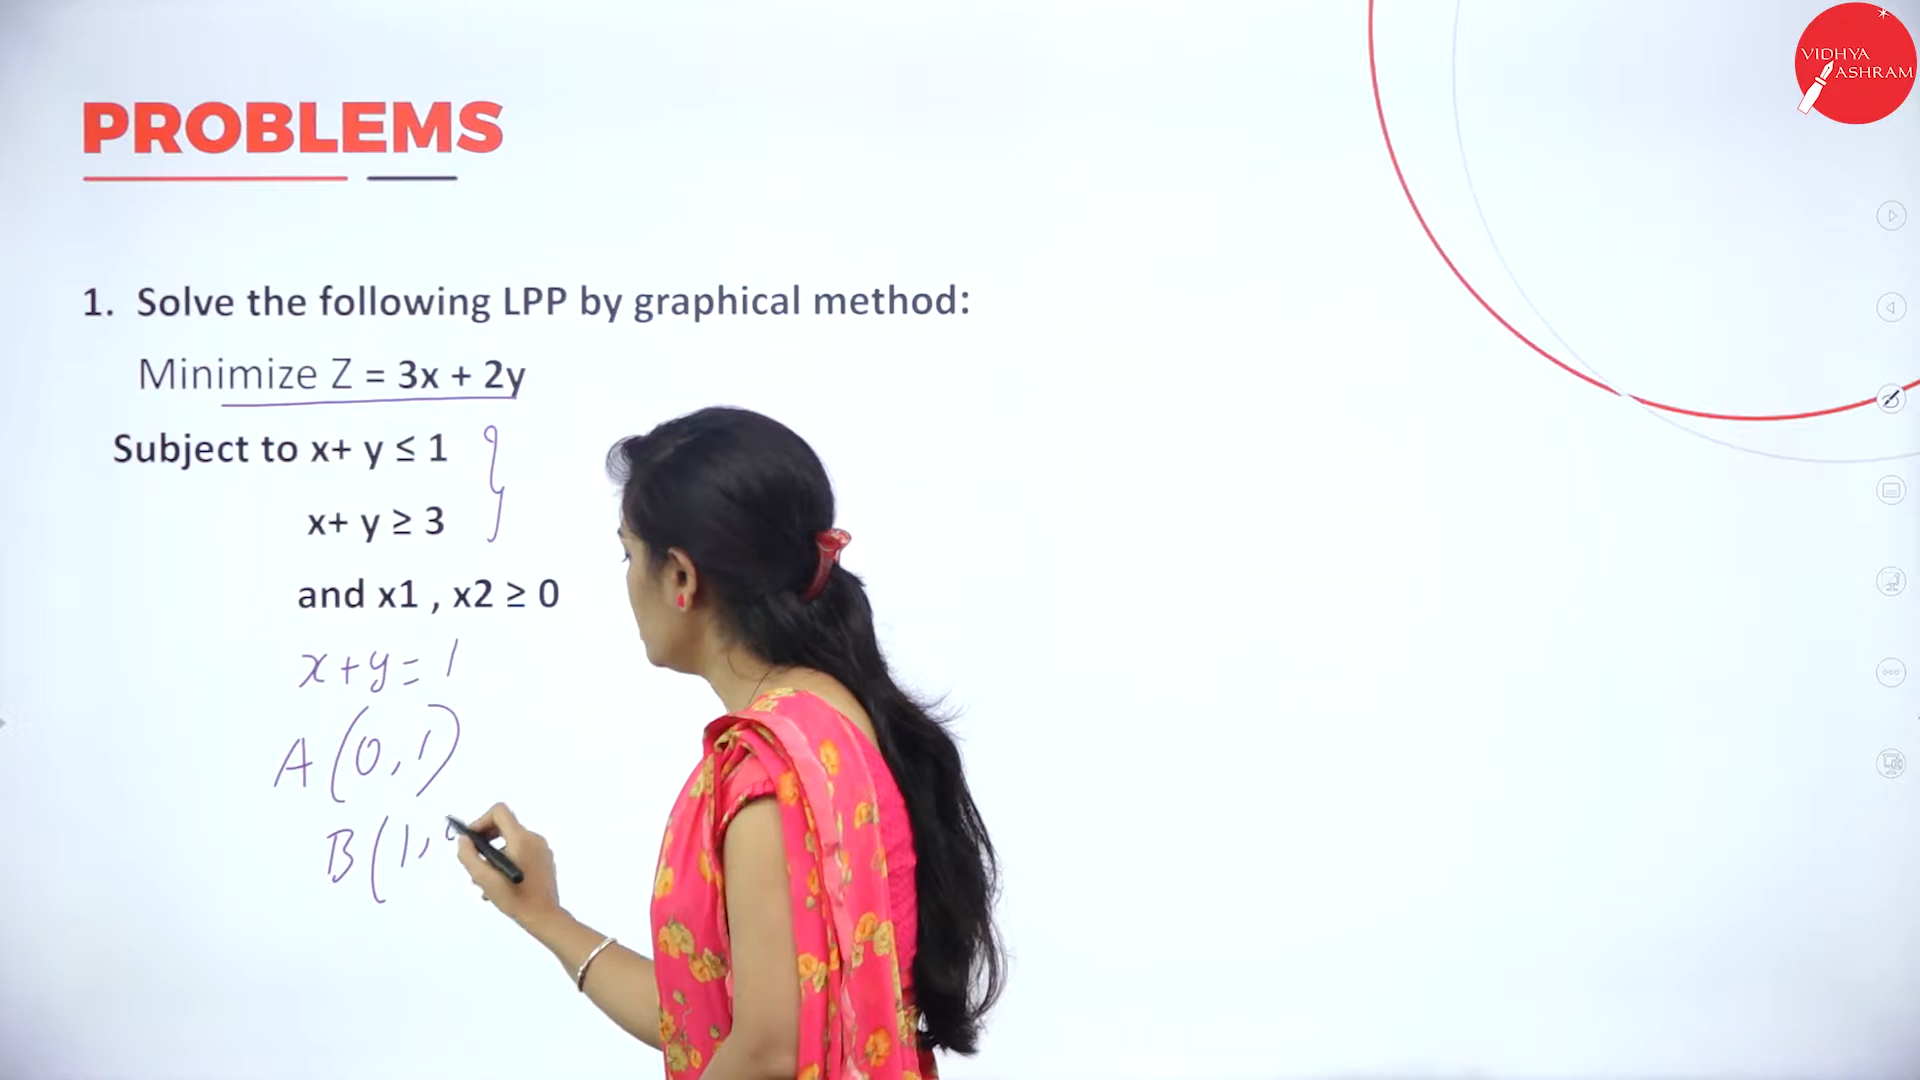 VIDHYA
ASHRAM
PROBLEMS
1. Solve the following LPP by graphical method:
Minimize Z = 3x + 2y
Subject to x+ y ≤ 1
x+ y ≥ 3
and x1 , x2 ≥ 0
x+y= 1
A (0,1)
B (1,